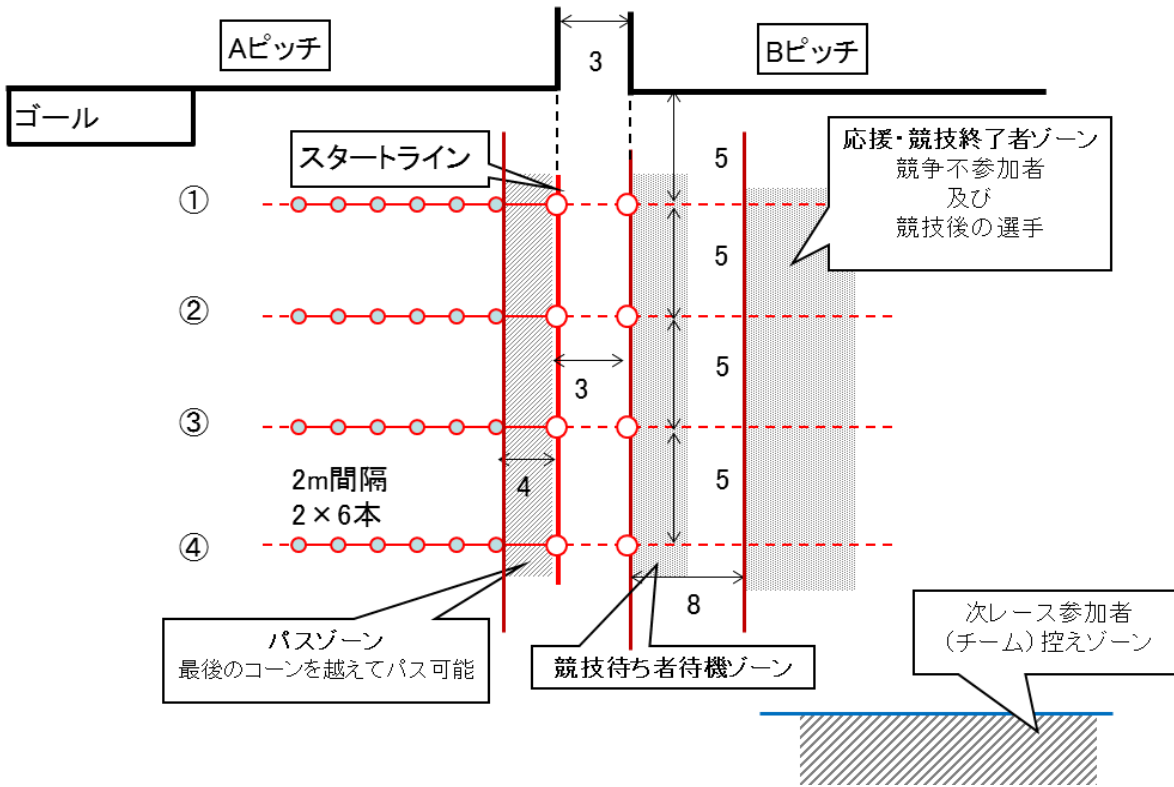 Aピッチ
3
Bピッチ
ゴール
スタートライン
応援・競技終了者ゾーン
競争不参加者
及び
競技後の選手
5
①
5
②
3
5
③
2m間隔
2×6本
4
5
④
8
パスゾーン
最後のコーンを越えてパス可能
競技待ち者待機ゾーン
次レース参加者
(チーム)控えゾーン